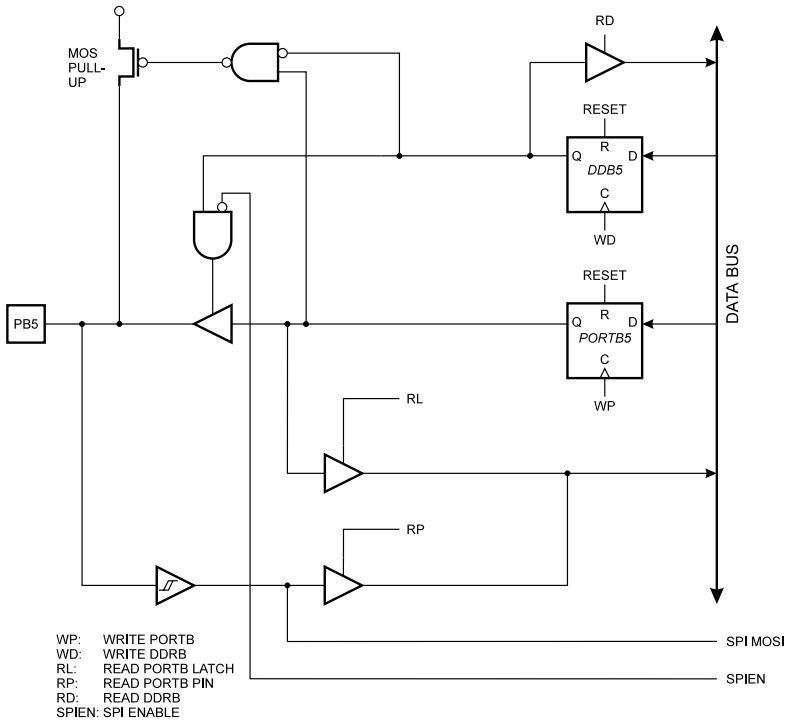 RD
MOS
PULL-
UP
RESET
R
Q
D
DDB5
C
WD
DATA BUS
RESET
R
Q
D
PORTB5
C
WP
PB5
RL
RP
SPI MOSI
SPIEN
WP: WRITE PORTB
WD: WRITE DDRB
RL: READ PORTB LATCH
RP: READ PORTB PIN
RD: READ DDRB
SPIEN: SPI ENABLE